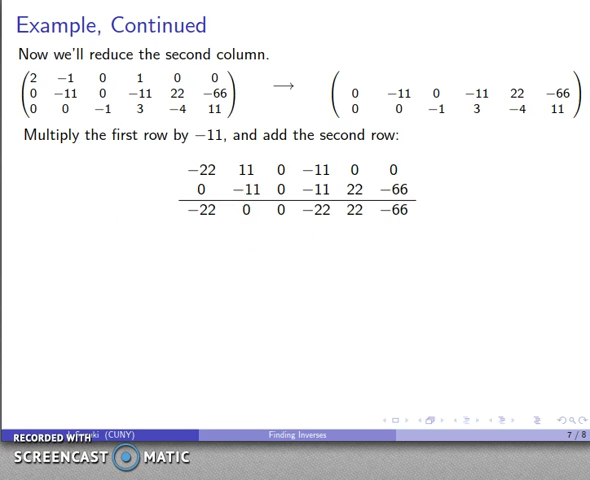 Example, Continued
Now we'll reduce the second column.
2 −1 0 1 0 0
0 −11 0 −11 22 −66 → 0 −11 0 −11 22 −66
0 0 −1 3 −4 11 0 0 −1 3 −4 11
Multiply the first row by −11, and add the second row:
−22 11 0 −11 0 0
0 −11 0 −11 22 −66
−22 0 0 −22 22 −66
(CUNY) Finding Inverses 7 / 8
RECORDED WITH
SCREENCAST MATIC